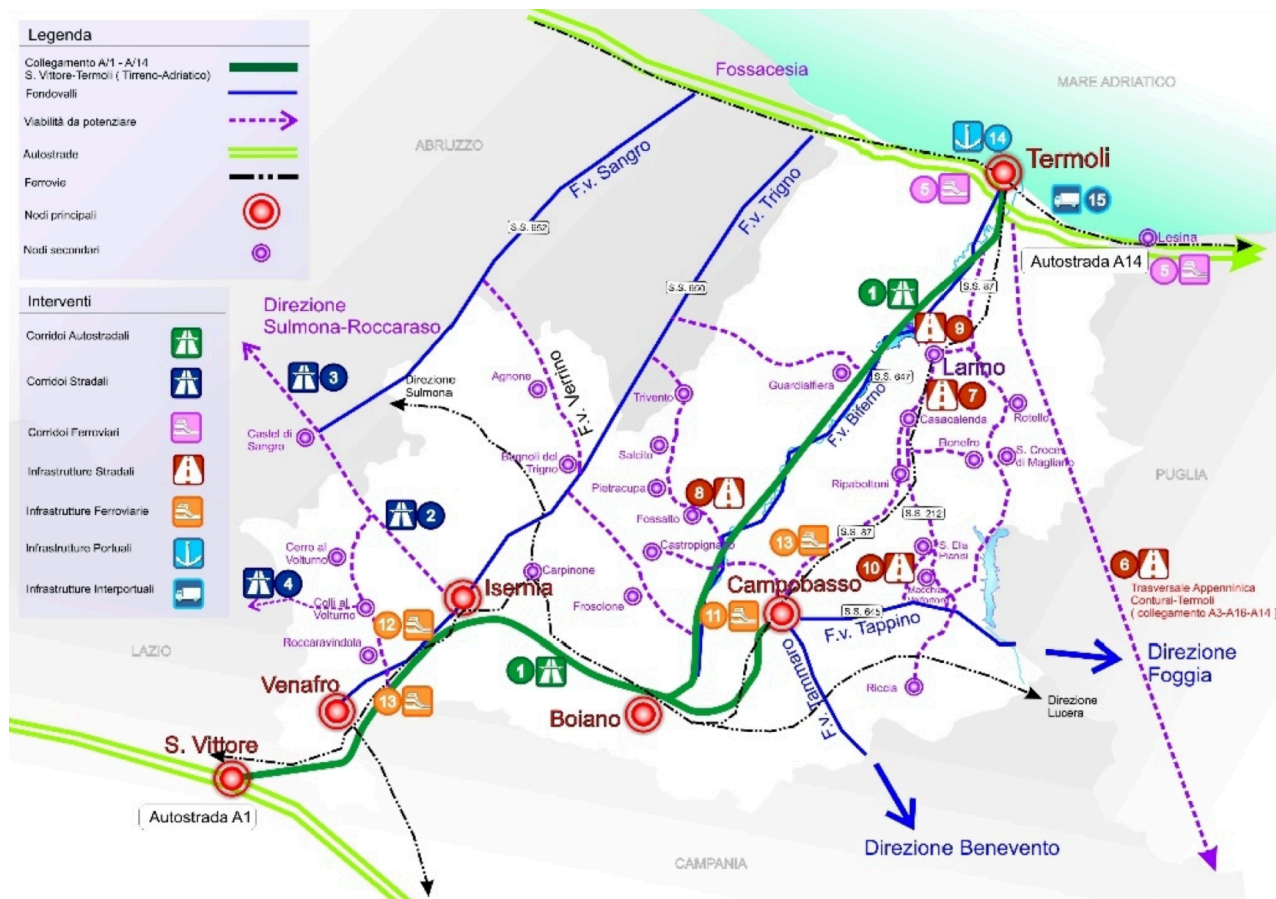 Legenda
Collegamento A/1 - A/14
S. Vittore-Termoli ( Tirreno-Adriatico)
Fondovalli
Viabilità da potenziare
Autostrade
Ferrovie
Nodi principali
Nodi secondari
Interventi
Corridoi Autostradali
Corridoi Stradali
Corridoi Ferroviari
Infrastrutture Stradali
Infrastrutture Ferroviarie
Infrastrutture Portuali
Infrastrutture Interportuali
Fossacesia
MARE ADRIATICO
ABRUZZO
F.v. Sangro
S.S. 652
F.v. Trigno
S.S. 650
14
Termoli
5
15
Lesina
Autostrada A14
5
Direzione
Sulmona-Roccaraso
3
Direzione
Sulmona
Castel di
Sangro
Agnone
F.v. Verrino
Bagnoli del
Trigno
Trivento
Salcito
Pietracupa
Fossalto
Castropignano
Frosolone
Guardialfiera
1
S.S. 87
9
Larino
S.S. 647
F.v. Biferno
7
Casacalenda
Rotello
Bonefro
S. Croce
di Magliano
Ripabottoni
PUGLIA
8
2
S.S. 87
S.S. 212
13
10
S. Elia
Pianisi
Macchia
6
Trasversale Appenninica
Contursi-Termoli
( collegamento A3-A16-A14 )
Cerro al
Volturno
4
Colli al
Volturno
Isernia
Carpinone
Campobasso
S.S. 645
F.v. Tappino
11
12
Roccaravindola
LAZIO
Venafro
13
1
Boiano
F.v. Tammaro
Riccia
Direzione
Foggia
Direzione
Lucera
S. Vittore
Autostrada A1
Direzione Benevento
CAMPANIA